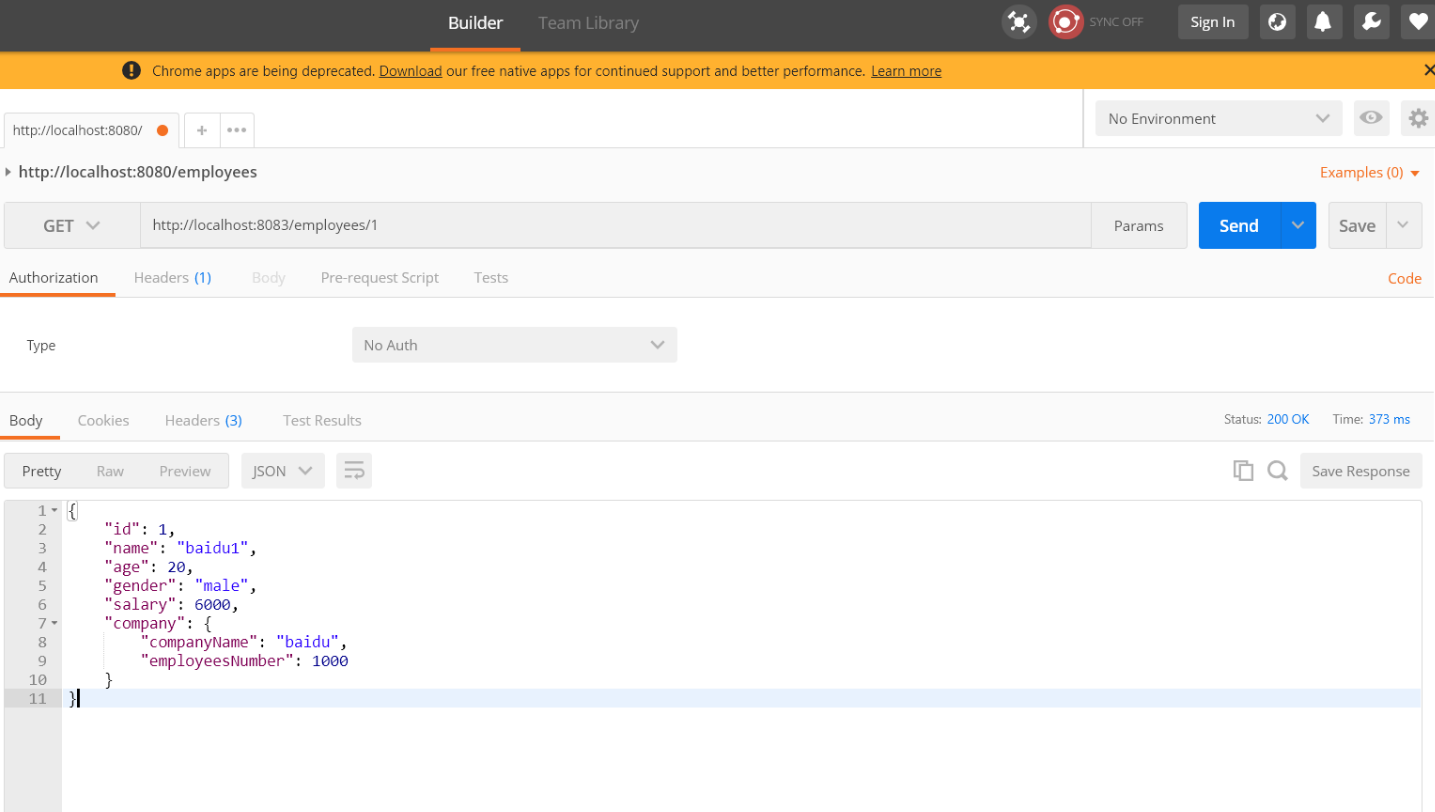 Builder Team Library SYNC OFF Sign In
Chrome apps are being deprecated. Download our free native apps for continued support and better performance. Learn more
http://localhost:8080/ No Environment
http://localhost:8080/employees Examples (0)
GET http://localhost:8083/employees/1 Params Send Save
Authorization Headers (1) Body Pre-request Script Tests Code
Type No Auth
Body Cookies Headers (3) Test Results Status: 200 OK Time: 373 ms
Pretty Raw Preview JSON Save Response
1 {
2 "id": 1,
3 "name": "baidu1",
4 "age": 20,
5 "gender": "male",
6 "salary": 6000,
7 "company": {
8 "companyName": "baidu",
9 "employeesNumber": 1000
10 }
11 }